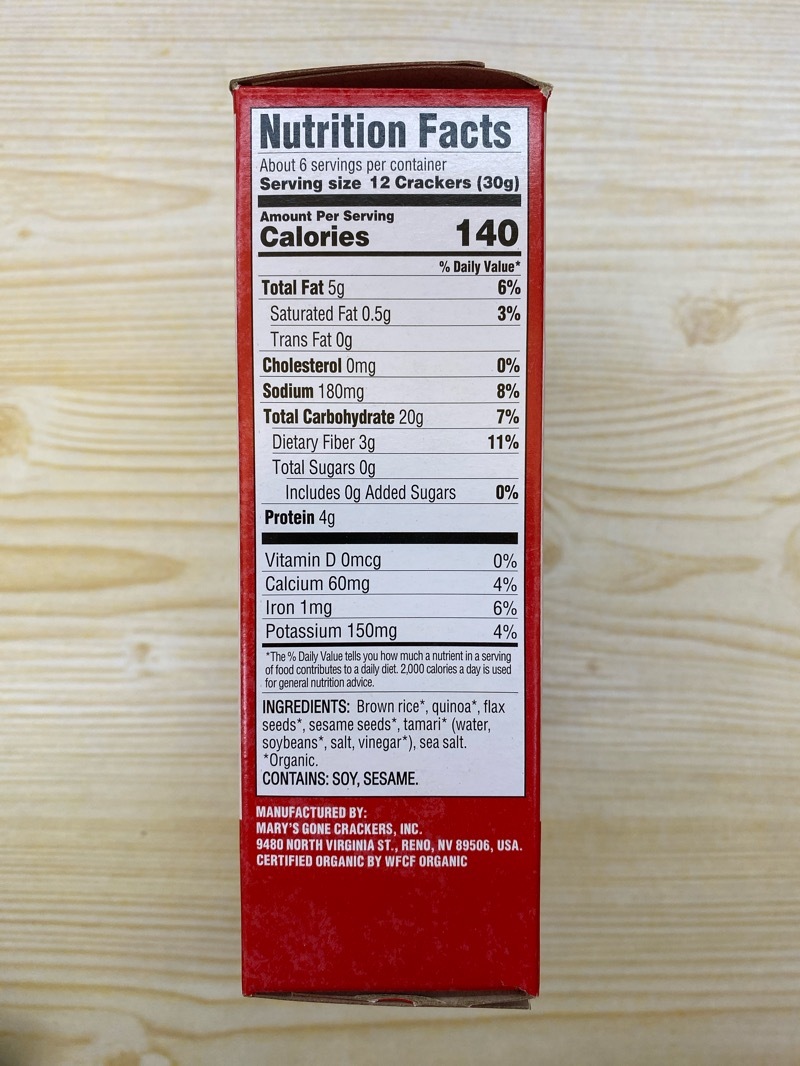 Nutrition Facts
About 6 servings per container
Serving size 12 Crackers (30g)
Amount Per Serving
Calories 140
% Daily Value*
Total Fat 5g 6%
Saturated Fat 0.5g 3%
Trans Fat 0g
Cholesterol 0mg 0%
Sodium 180mg 8%
Total Carbohydrate 20g 7%
Dietary Fiber 3g 11%
Total Sugars 0g
Includes 0g Added Sugars 0%
Protein 4g
Vitamin D 0mcg 0%
Calcium 60mg 4%
Iron 1mg 6%
Potassium 150mg 4%
*The % Daily Value tells you how much a nutrient in a serving
of food contributes to a daily diet. 2,000 calories a day is used
for general nutrition advice.
INGREDIENTS: Brown rice*, quinoa*, flax
seeds*, sesame seeds*, tamari* (water,
soybeans*, salt, vinegar*), sea salt.
*Organic.
CONTAINS: SOY, SESAME.
MANUFACTURED BY:
MARY'S GONE CRACKERS, INC.
9480 NORTH VIRGINIA ST., RENO, NV 89506, USA.
CERTIFIED ORGANIC BY WFCF ORGANIC